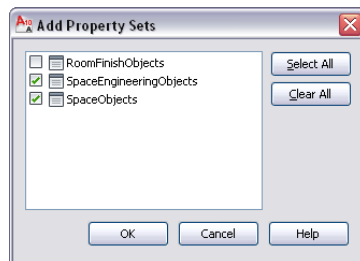 Add Property Sets
RoomFinishObjects
SpaceEngineeringObjects
SpaceObjects
Select All
Clear All
OK
Cancel
Help